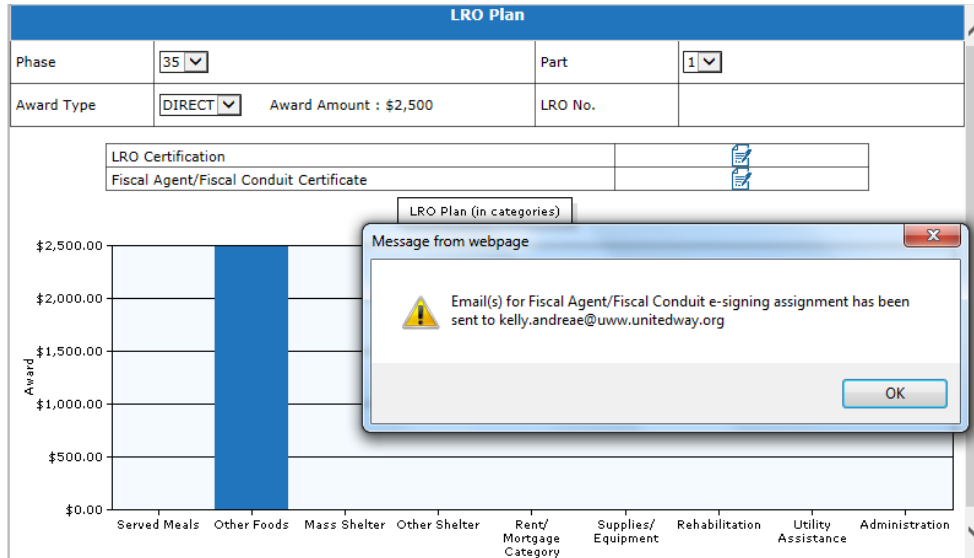 LRO Plan
Phase 35 Part 1
Award Type DIRECT Award Amount : $2,500 LRO No.
LRO Certification
Fiscal Agent/Fiscal Conduit Certificate
LRO Plan (in categories)
Message from webpage
Email(s) for Fiscal Agent/Fiscal Conduit e-signing assignment has been
sent to kelly.andreae@uww.unitedway.org
OK
Award
$2,500.00
$2,000.00
$1,500.00
$1,000.00
$500.00
$0.00
Served Meals Other Foods Mass Shelter Other Shelter Rent/ Supplies/ Rehabilitation Utility Administration
Mortgage Equipment Assistance
Category